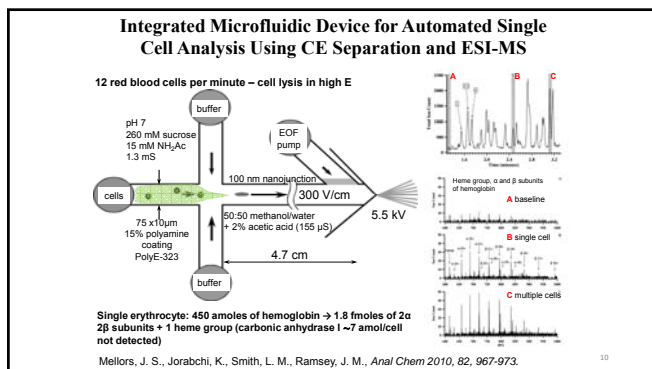 Integrated Microfluidic Device for Automated Single
Cell Analysis Using CE Separation and ESI-MS
12 red blood cells per minute – cell lysis in high E
buffer
pH 7
260 mM sucrose
15 mM NH₂Ac
1.3 mS
EOF
pump
100 nm nanojunction
cells
300 V/cm
5.5 kV
75 x10µm
15% polyamine
coating
PolyE-323
50:50 methanol/water
+ 2% acetic acid (155 µS)
4.7 cm
buffer
A
B
C
Heme group, α and β subunits
of hemoglobin
A baseline
B single cell
C multiple cells
Single erythrocyte: 450 amoles of hemoglobin → 1.8 fmoles of 2α
2β subunits + 1 heme group (carbonic anhydrase I ~7 amol/cell
not detected)
Mellors, J. S., Jorabchi, K., Smith, L. M., Ramsey, J. M., Anal Chem 2010, 82, 967-973.
10